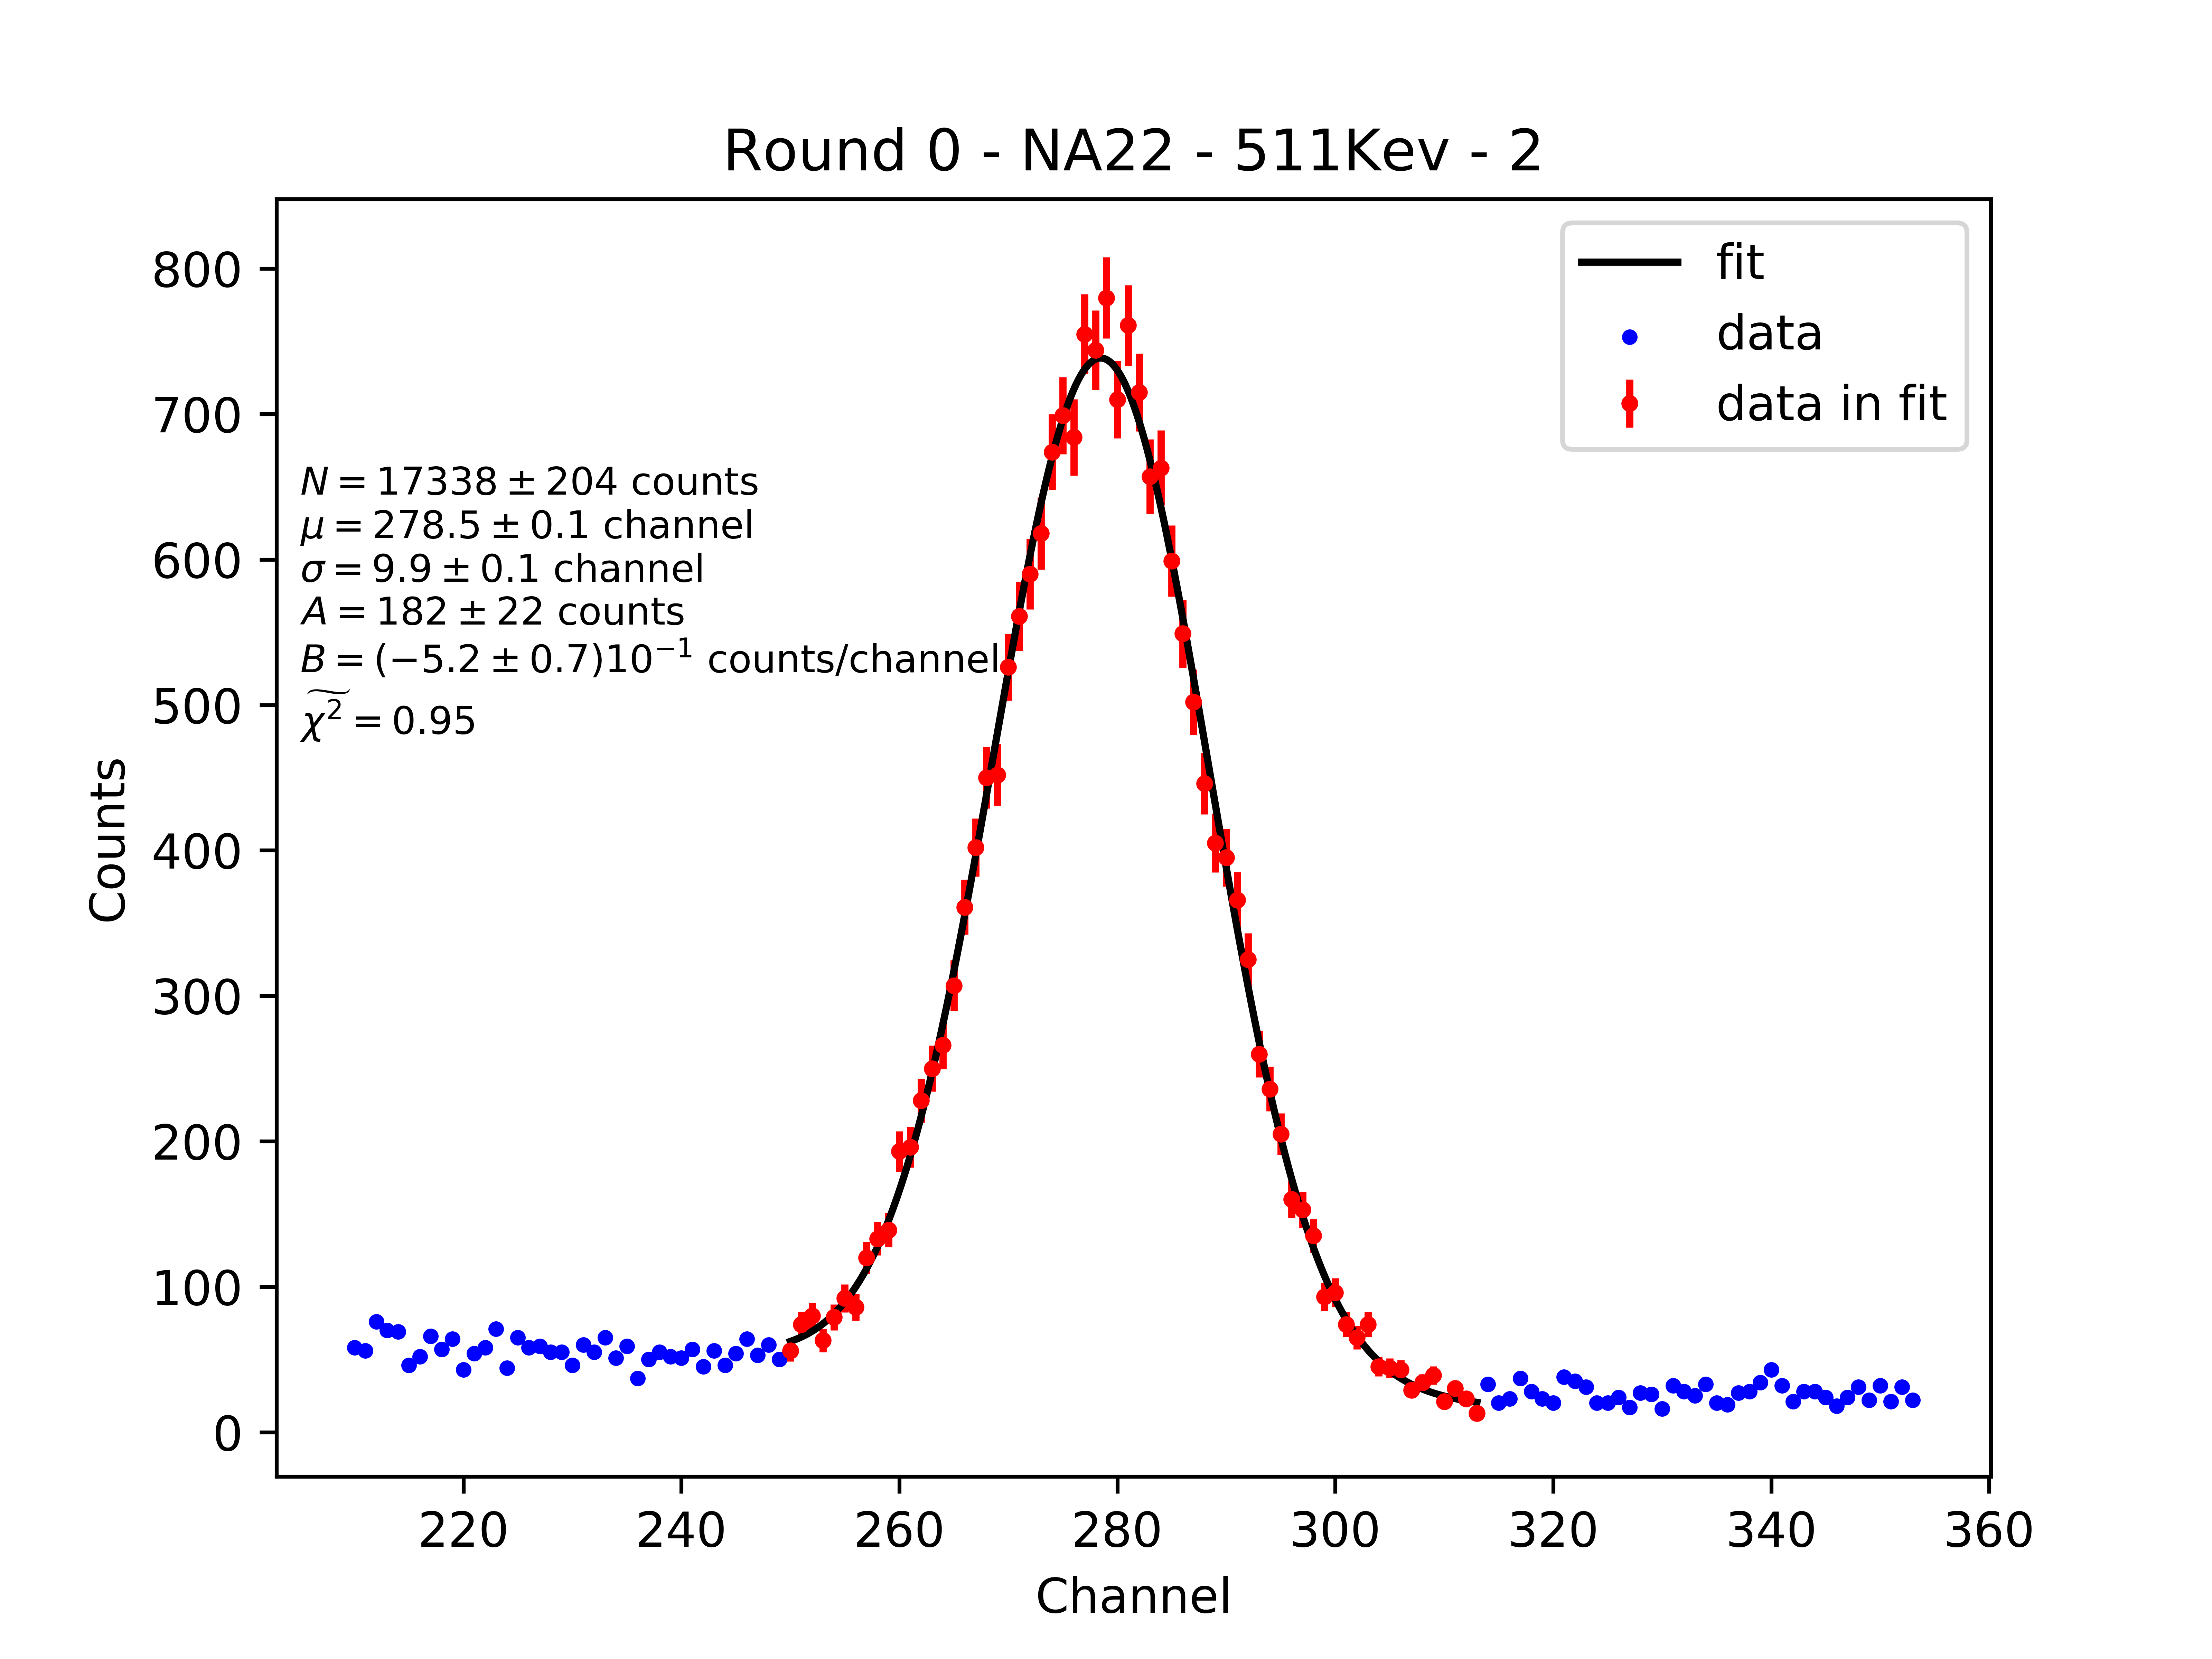 Round 0 - NA22 - 511Kev - 2
fit
data
data in fit
N = 17338 ± 204 counts
μ = 278.5 ± 0.1 channel
σ = 9.9 ± 0.1 channel
A = 182 ± 22 counts
B = (−5.2 ± 0.7)10⁻¹ counts/channel
χ̃² = 0.95
Counts
800
700
600
500
400
300
200
100
0
220 240 260 280 300 320 340 360
Channel